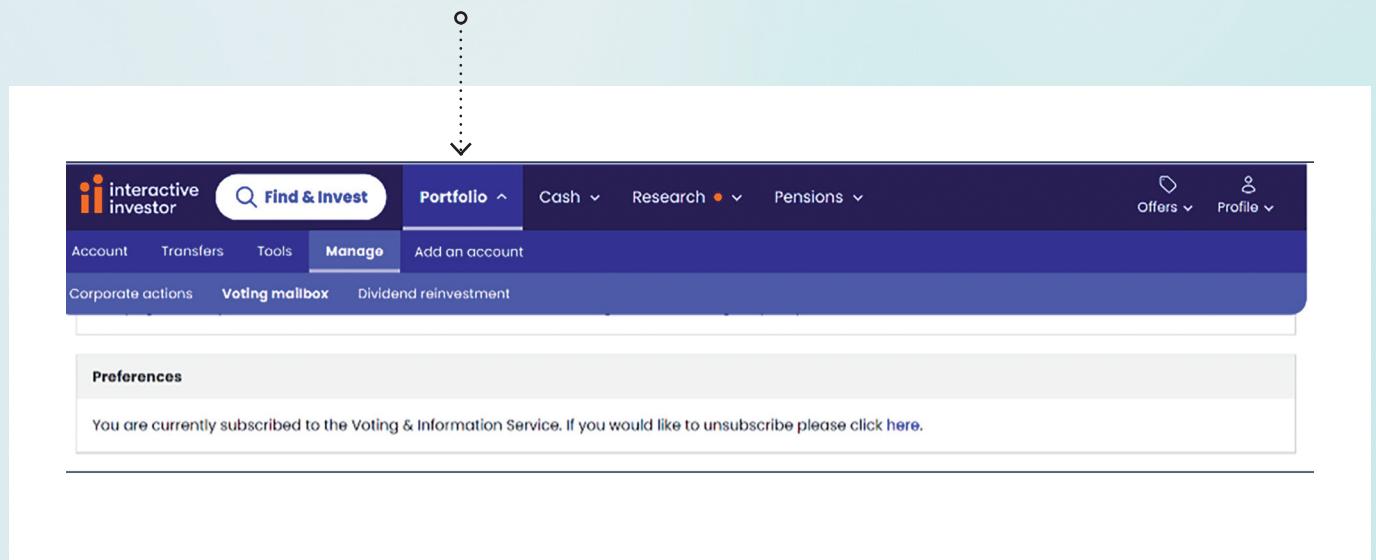 interactive
investor
Find & Invest
Portfolio
Cash
Research
Pensions
Offers
Profile
Account
Transfers
Tools
Manage
Add an account
Corporate actions
Voting mailbox
Dividend reinvestment
Preferences
You are currently subscribed to the Voting & Information Service. If you would like to unsubscribe please click here.